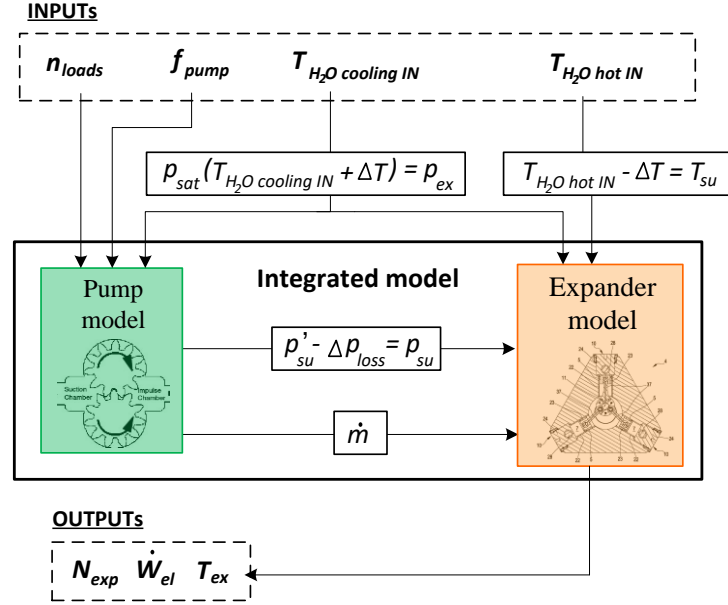 INPUTs
n_loads f_pump T_H₂O cooling IN T_H₂O hot IN
p_sat (T_H₂O cooling IN + ΔT) = p_ex
T_H₂O hot IN - ΔT = T_su
Integrated model
Pump
model
Expander
model
Suction
Chamber
Impulse
Chamber
p'_su - Δp_loss = p_su
ṁ
OUTPUTs
N_exp Ẇ_el T_ex